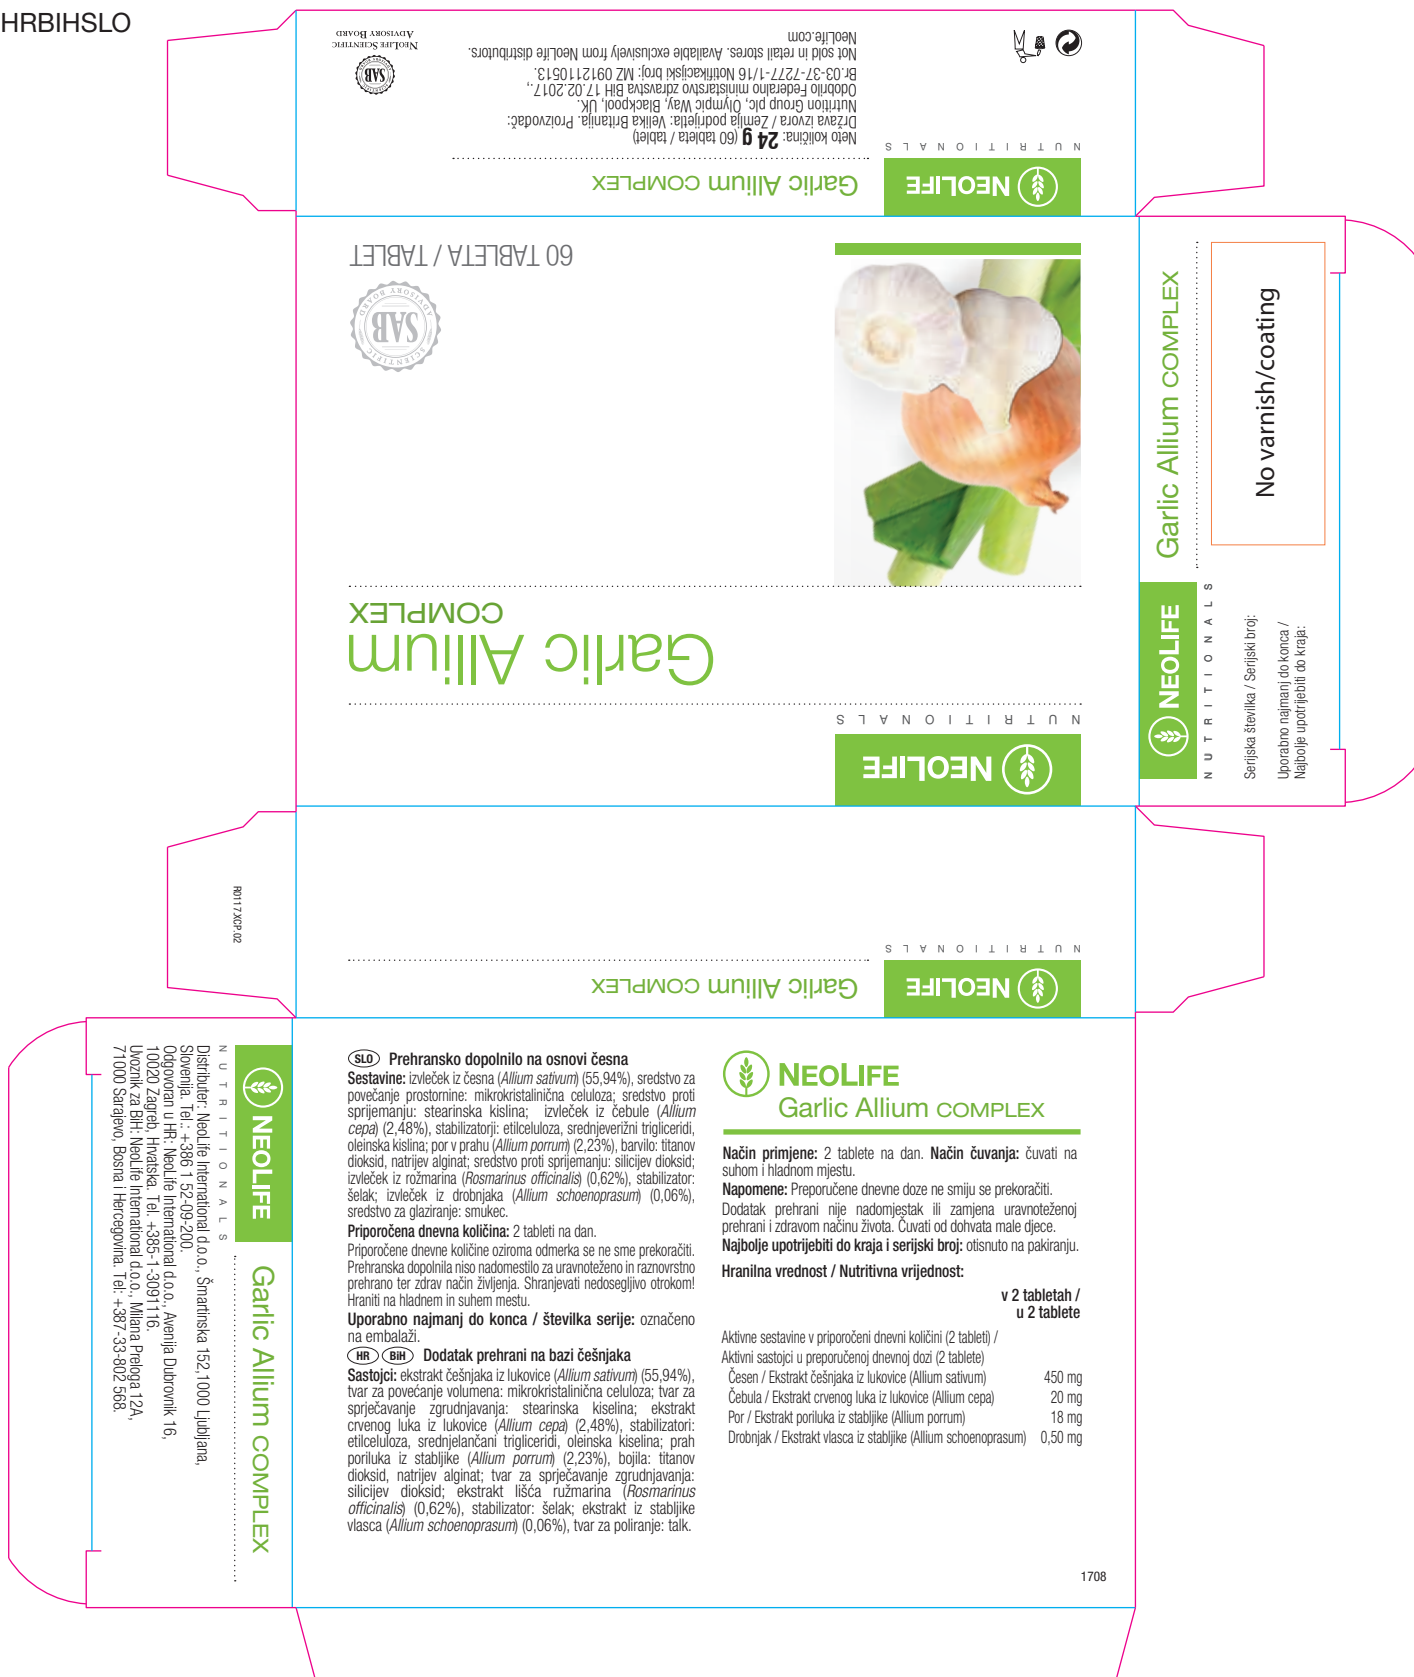 HRBIHSLO
NEOLIFE SCIENTIFIC
ADVISORY BOARD
SAB
NEOLIFE
NUTRITIONALS
Garlic Allium COMPLEX
Neto količina: 24 g (60 tableta / tablet)
Država izvora / Zemlja podrijetla: Velika Britanija. Proizvođač:
Nutrition Group plc, Olympic Way, Blackpool, UK.
Odobrilo Federalno ministarstvo zdravstva BiH 17.02.2017.,
Br.03-37-7277-1/16 Notifikacijski broj: MZ 0912110513.
Not sold in retail stores. Available exclusively from NeoLife distributors.
NeoLife.com
NEOLIFE
NUTRITIONALS
Garlic Allium
COMPLEX
SCIENTIFIC
SAB
ADVISORY BOARD
60 TABLETA / TABLET
NEOLIFE
NUTRITIONALS
Garlic Allium COMPLEX
No varnish/coating
Serijska številka / Serijski broj:
Uporabno najmanj do konca /
Najbolje upotrijebiti do kraja:
R0117XCP.02
NEOLIFE
NUTRITIONALS
Garlic Allium COMPLEX
NEOLIFE
NUTRITIONALS
Garlic Allium COMPLEX
Distributer: NeoLife International d.o.o., Šmartinska 152,1000 Ljubljana,
Slovenija. Tel.: +386 1 52-09-200.
Odgovoran u HR: NeoLife International d.o.o., Avenija Dubrovnik 16,
10020 Zagreb, Hrvatska. Tel. +385-1-3091116.
Uvoznik za BiH: NeoLife International d.o.o., Milana Preloga 12A,
71000 Sarajevo, Bosna i Hercegovina. Tel: +387-33-802 568.
SLO Prehransko dopolnilo na osnovi česna
Sestavine: izvleček iz česna (Allium sativum) (55,94%), sredstvo za
povečanje prostornine: mikrokristalinična celuloza; sredstvo proti
sprijemanju: stearinska kislina; izvleček iz čebule (Allium
cepa) (2,48%), stabilizatorji: etilceluloza, srednjeverižni trigliceridi,
oleinska kislina; por v prahu (Allium porrum) (2,23%), barvilo: titanov
dioksid, natrijev alginat; sredstvo proti sprijemanju: silicijev dioksid;
izvleček iz rožmarina (Rosmarinus officinalis) (0,62%), stabilizator:
šelak; izvleček iz drobnjaka (Allium schoenoprasum) (0,06%),
sredstvo za glaziranje: smukec.
Priporočena dnevna količina: 2 tableti na dan.
Priporočene dnevne količine oziroma odmerka se ne sme prekoračiti.
Prehranska dopolnila niso nadomestilo za uravnoteženo in raznovrstno
prehrano ter zdrav način življenja. Shranjevati nedosegljivo otrokom!
Hraniti na hladnem in suhem mestu.
Uporabno najmanj do konca / številka serije: označeno
na embalaži.
HR BiH Dodatak prehrani na bazi češnjaka
Sastojci: ekstrakt češnjaka iz lukovice (Allium sativum) (55,94%),
tvar za povećanje volumena: mikrokristalinična celuloza; tvar za
sprječavanje zgrudnjavanja: stearinska kiselina; ekstrakt
crvenog luka iz lukovice (Allium cepa) (2,48%), stabilizatori:
etilceluloza, srednjelančani trigliceridi, oleinska kiselina; prah
poriluka iz stabljike (Allium porrum) (2,23%), bojila: titanov
dioksid, natrijev alginat; tvar za sprječavanje zgrudnjavanja:
silicijev dioksid; ekstrakt lišća ružmarina (Rosmarinus
officinalis) (0,62%), stabilizator: šelak; ekstrakt iz stabljike
vlasca (Allium schoenoprasum) (0,06%), tvar za poliranje: talk.
NEOLIFE
Garlic Allium COMPLEX
Način primjene: 2 tablete na dan. Način čuvanja: čuvati na
suhom i hladnom mjestu.
Napomene: Preporučene dnevne doze ne smiju se prekoračiti.
Dodatak prehrani nije nadomjestak ili zamjena uravnoteženoj
prehrani i zdravom načinu života. Čuvati od dohvata male djece.
Najbolje upotrijebiti do kraja i serijski broj: otisnuto na pakiranju.
Hranilna vrednost / Nutritivna vrijednost:
v 2 tabletah /
u 2 tablete
Aktivne sestavine v priporočeni dnevni količini (2 tableti) /
Aktivni sastojci u preporučenoj dnevnoj dozi (2 tablete)
Česen / Ekstrakt češnjaka iz lukovice (Allium sativum) 450 mg
Čebula / Ekstrakt crvenog luka iz lukovice (Allium cepa) 20 mg
Por / Ekstrakt poriluka iz stabljike (Allium porrum) 18 mg
Drobnjak / Ekstrakt vlasca iz stabljike (Allium schoenoprasum) 0,50 mg
1708